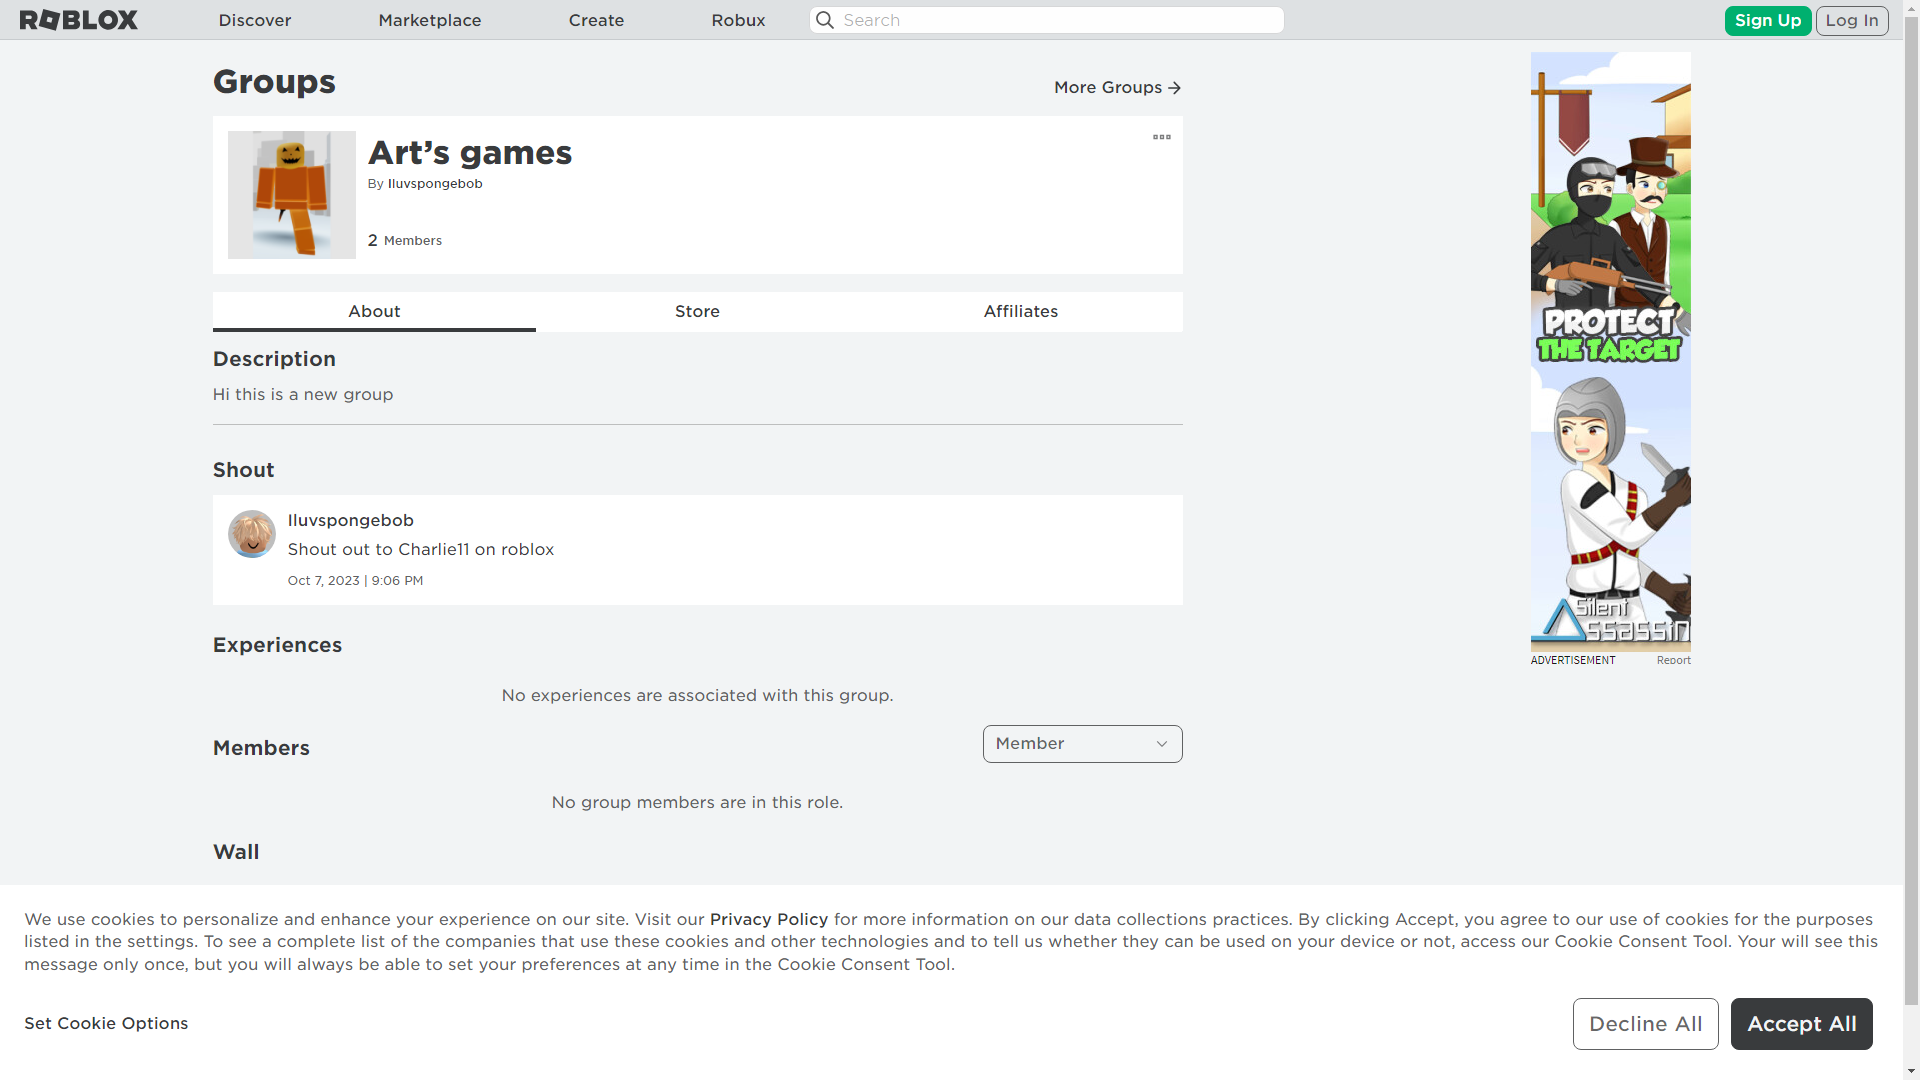 ROBLOX
Discover
Marketplace
Create
Robux
Search
Sign Up
Log In
Groups
More Groups
Art’s games
By Iluvspongebob
2 Members
About
Store
Affiliates
Description
Hi this is a new group
Shout
Iluvspongebob
Shout out to Charlie11 on roblox
Oct 7, 2023 | 9:06 PM
Experiences
No experiences are associated with this group.
Members
Member
No group members are in this role.
Wall
PROTECT
THE TARGET
Silent
Assassin
ADVERTISEMENT
Report
We use cookies to personalize and enhance your experience on our site. Visit our Privacy Policy for more information on our data collections practices. By clicking Accept, you agree to our use of cookies for the purposes
listed in the settings. To see a complete list of the companies that use these cookies and other technologies and to tell us whether they can be used on your device or not, access our Cookie Consent Tool. Your will see this
message only once, but you will always be able to set your preferences at any time in the Cookie Consent Tool.
Set Cookie Options
Decline All
Accept All